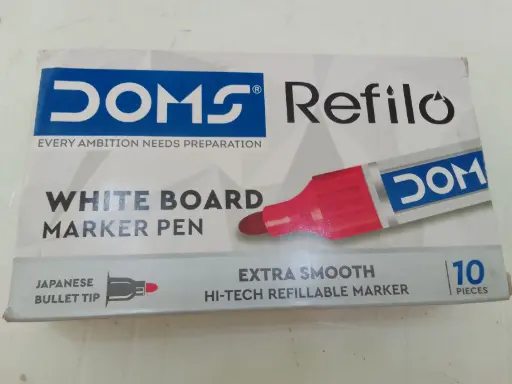 DOMS® Refilo
EVERY AMBITION NEEDS PREPARATION
WHITE BOARD
MARKER PEN
DOM
JAPANESE
BULLET TIP
EXTRA SMOOTH
HI-TECH REFILLABLE MARKER
10
PIECES